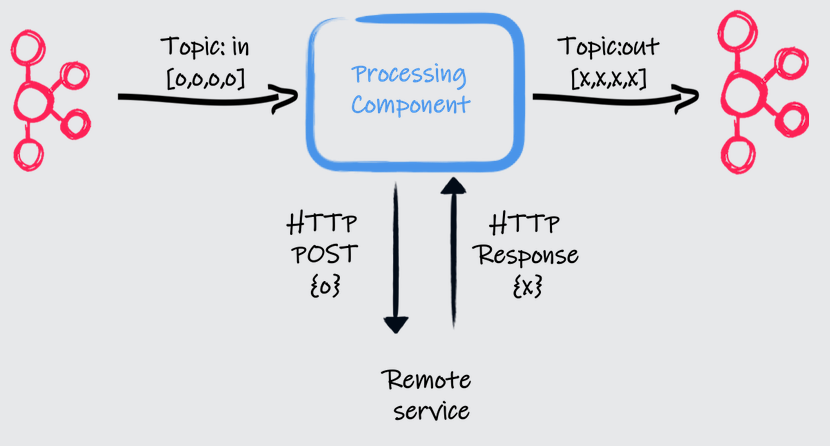 Topic: in
[o,o,o,o]
Processing
Component
Topic:out
[x,x,x,x]
HTTP
POST
{o}
HTTP
Response
{x}
Remote
service